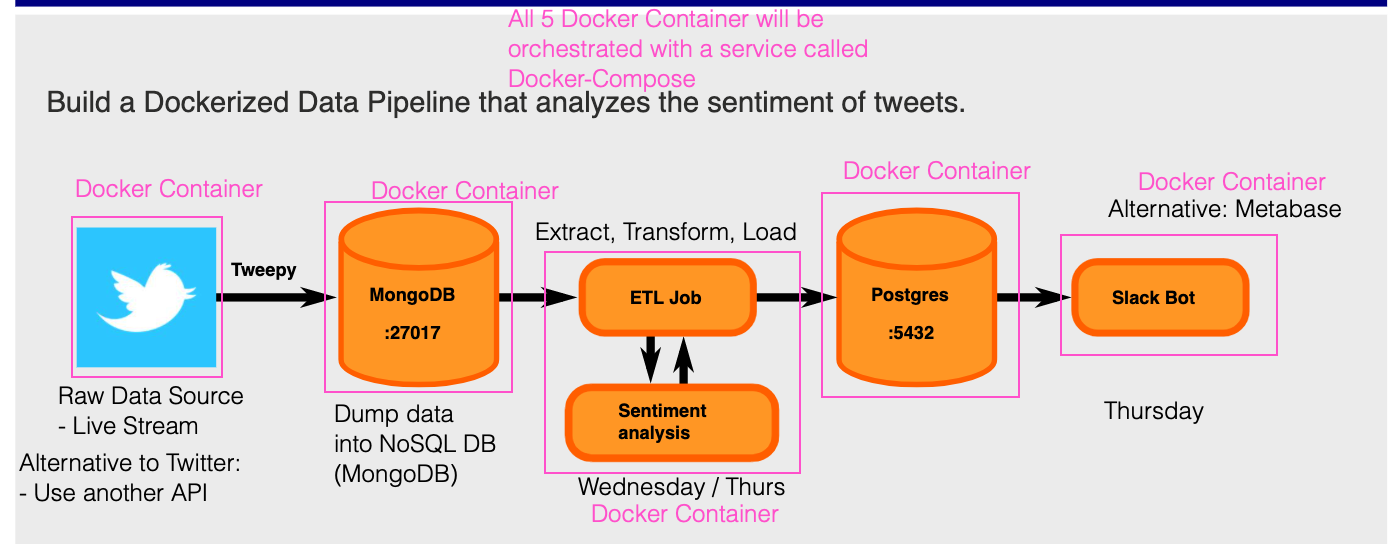 All 5 Docker Container will be
orchestrated with a service called
Docker-Compose
Build a Dockerized Data Pipeline that analyzes the sentiment of tweets.
Docker Container
Tweepy
Raw Data Source
- Live Stream
Alternative to Twitter:
- Use another API
Docker Container
MongoDB
:27017
Dump data
into NoSQL DB
(MongoDB)
Extract, Transform, Load
ETL Job
Sentiment
analysis
Wednesday / Thurs
Docker Container
Docker Container
Postgres
:5432
Docker Container
Alternative: Metabase
Slack Bot
Thursday